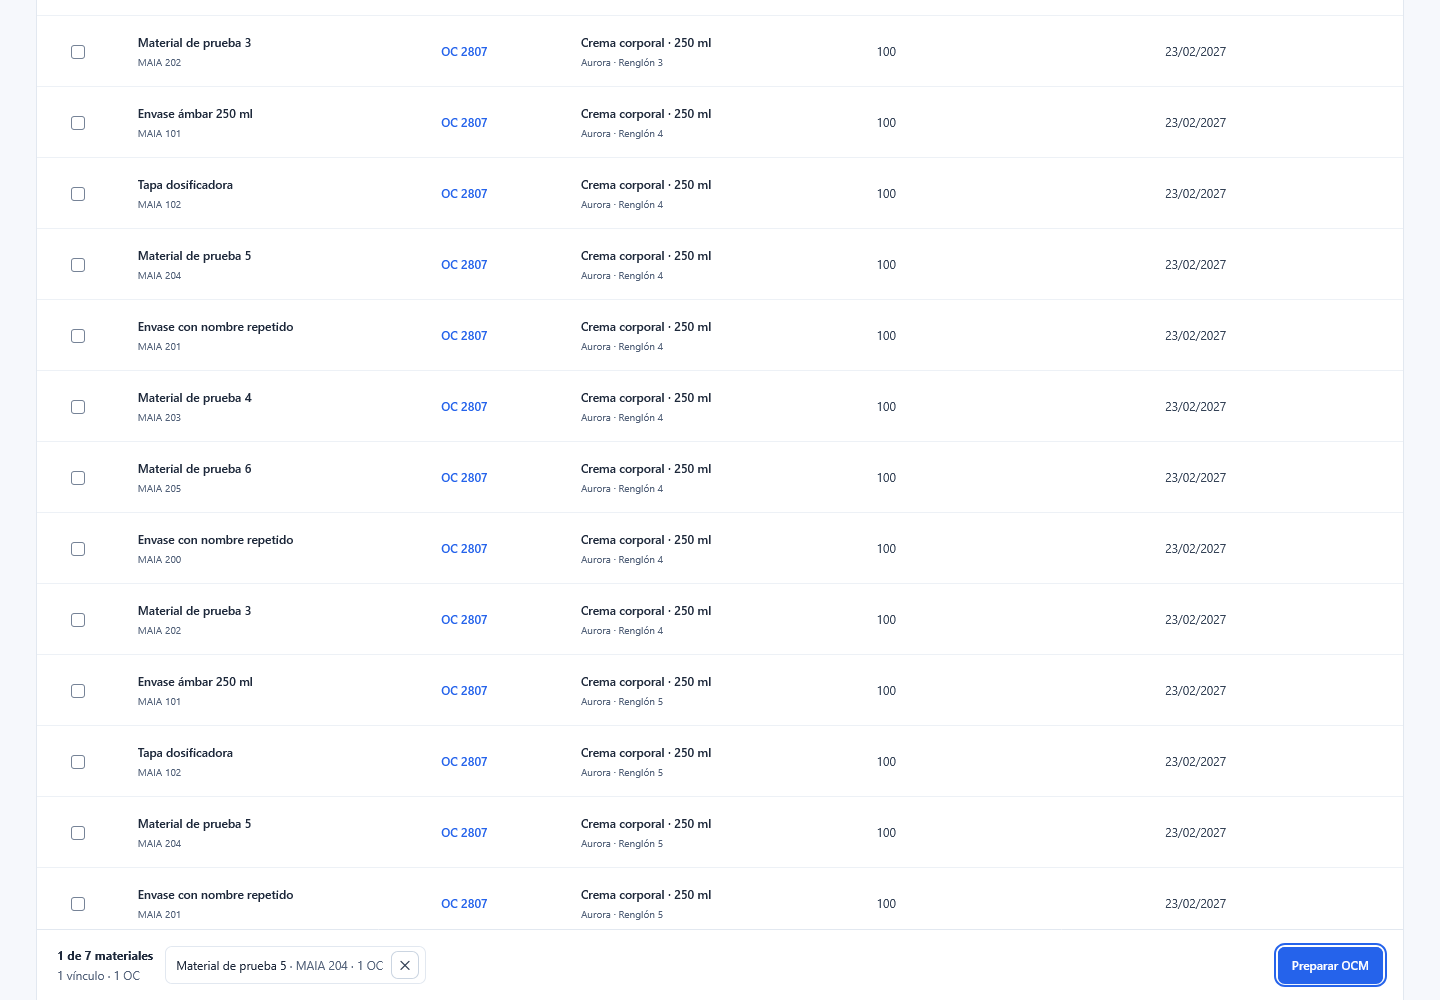 Material de prueba 3 OC 2807 Crema corporal · 250 ml 100 23/02/2027
MAIA 202 Aurora · Renglón 3
Envase ámbar 250 ml OC 2807 Crema corporal · 250 ml 100 23/02/2027
MAIA 101 Aurora · Renglón 4
Tapa dosificadora OC 2807 Crema corporal · 250 ml 100 23/02/2027
MAIA 102 Aurora · Renglón 4
Material de prueba 5 OC 2807 Crema corporal · 250 ml 100 23/02/2027
MAIA 204 Aurora · Renglón 4
Envase con nombre repetido OC 2807 Crema corporal · 250 ml 100 23/02/2027
MAIA 201 Aurora · Renglón 4
Material de prueba 4 OC 2807 Crema corporal · 250 ml 100 23/02/2027
MAIA 203 Aurora · Renglón 4
Material de prueba 6 OC 2807 Crema corporal · 250 ml 100 23/02/2027
MAIA 205 Aurora · Renglón 4
Envase con nombre repetido OC 2807 Crema corporal · 250 ml 100 23/02/2027
MAIA 200 Aurora · Renglón 4
Material de prueba 3 OC 2807 Crema corporal · 250 ml 100 23/02/2027
MAIA 202 Aurora · Renglón 4
Envase ámbar 250 ml OC 2807 Crema corporal · 250 ml 100 23/02/2027
MAIA 101 Aurora · Renglón 5
Tapa dosificadora OC 2807 Crema corporal · 250 ml 100 23/02/2027
MAIA 102 Aurora · Renglón 5
Material de prueba 5 OC 2807 Crema corporal · 250 ml 100 23/02/2027
MAIA 204 Aurora · Renglón 5
Envase con nombre repetido OC 2807 Crema corporal · 250 ml 100 23/02/2027
MAIA 201 Aurora · Renglón 5
1 de 7 materiales
1 vínculo · 1 OC
Material de prueba 5 · MAIA 204 · 1 OC
Preparar OCM